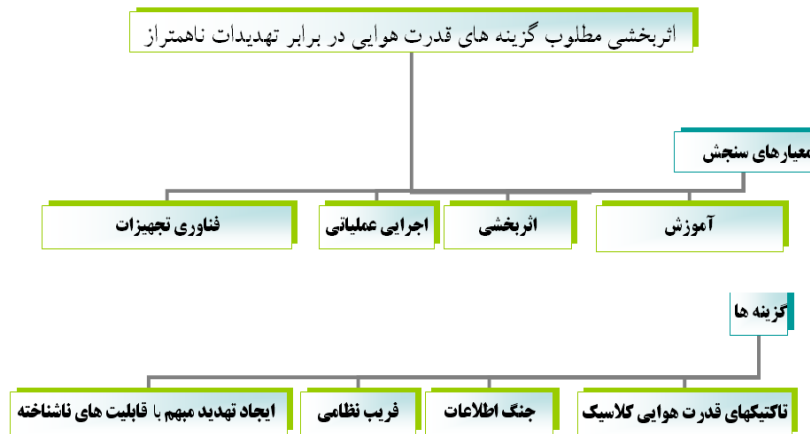 اثربخشی مطلوب گزینه های قدرت هوایی در برابر تهدیدات ناهمتراز
معیارهای سنجش
آموزش
اثربخشی
اجرایی عملیاتی
فناوری تجهیزات
گزینه ها
تاکتیکهای قدرت هوایی کلاسیک
جنگ اطلاعات
فریب نظامی
ایجاد تهدید مبهم با قابلیت های ناشناخته